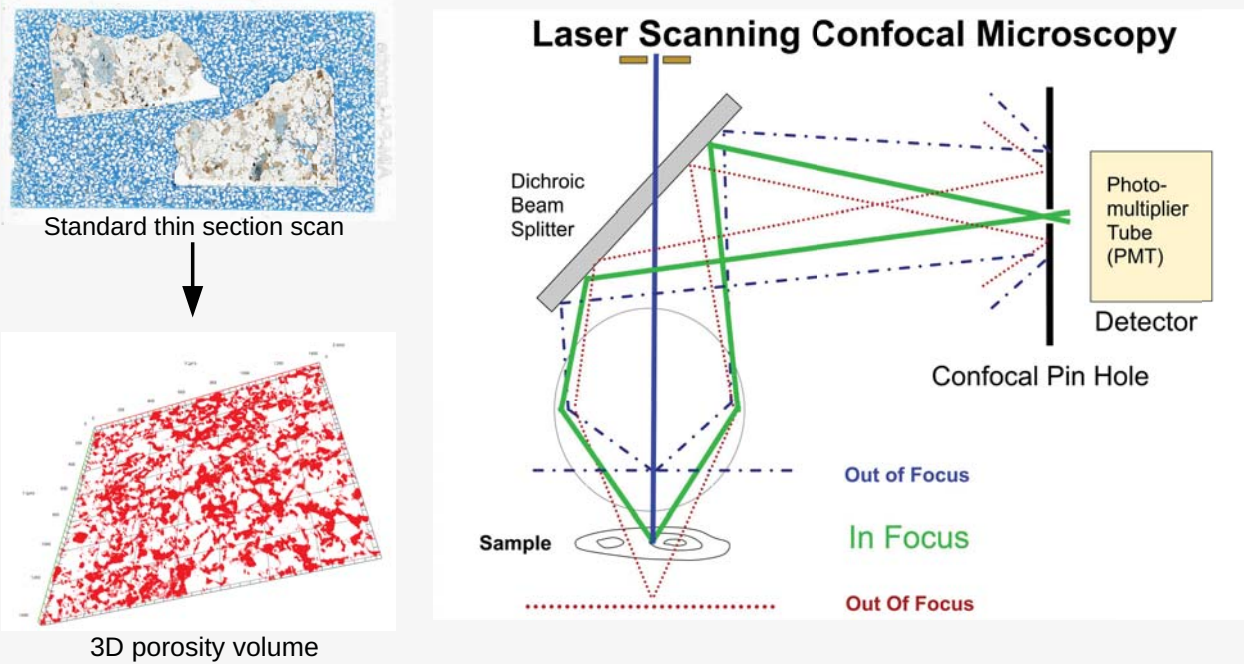 Laser Scanning Confocal Microscopy
Standard thin section scan
3D porosity volume
Dichroic
Beam
Splitter
Photo-
multiplier
Tube
(PMT)
Detector
Confocal Pin Hole
Out of Focus
In Focus
Sample
Out Of Focus